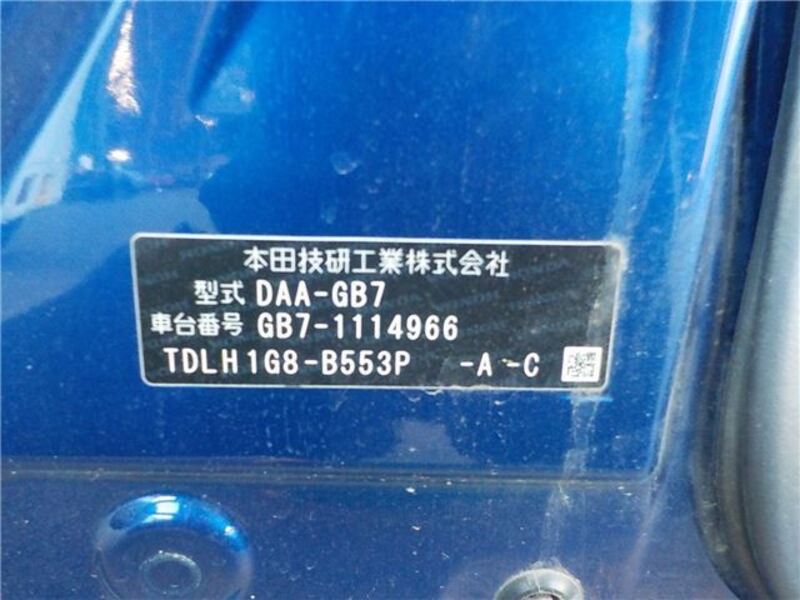 本田技研工業株式会社
型式 DAA-GB7
車台番号 GB7-1114966
TDLH1G8-B553P -A -C